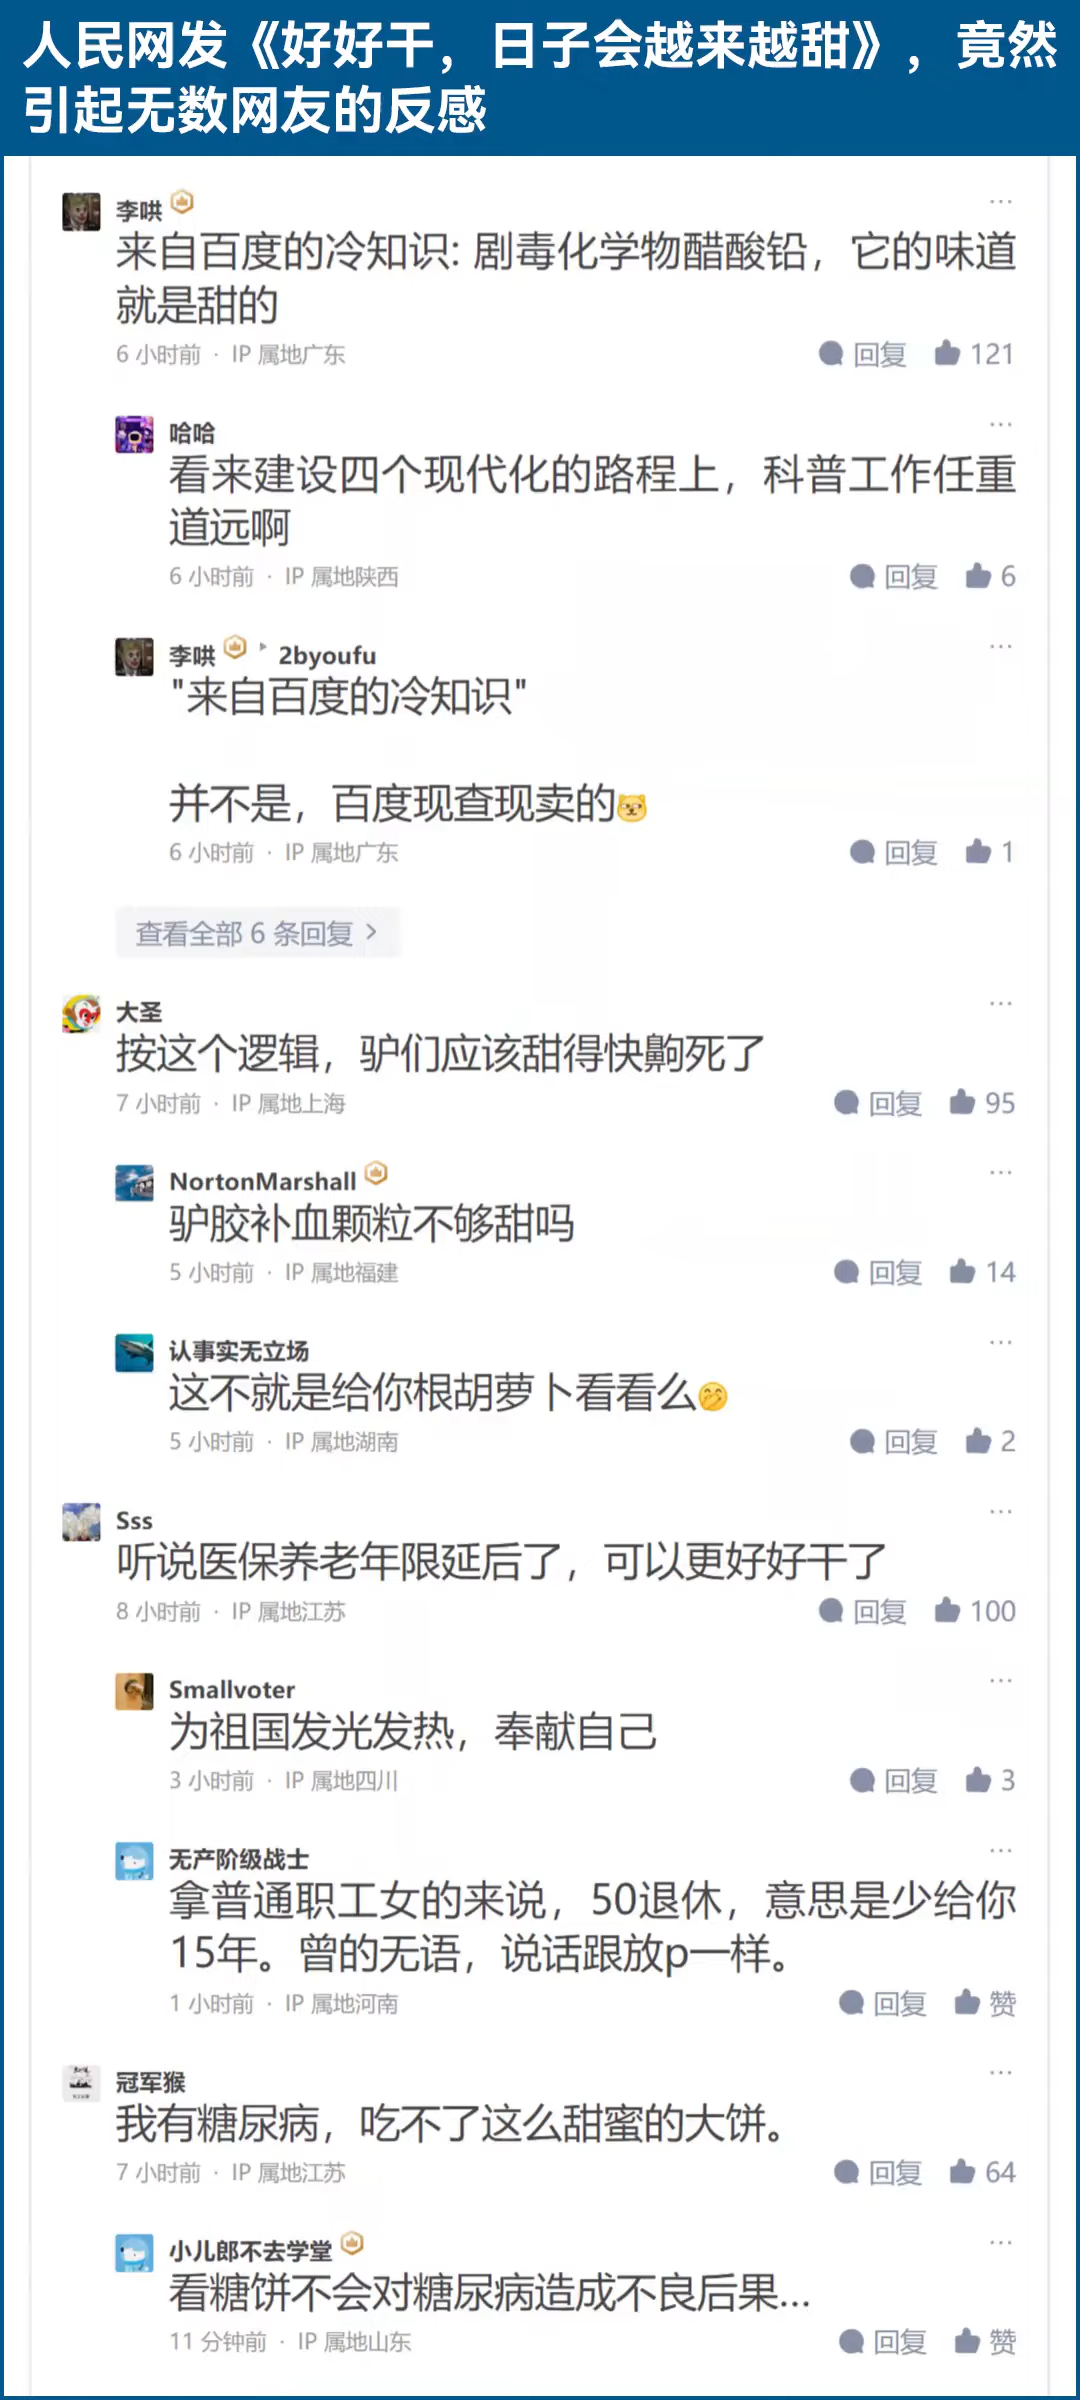 人民网发《好好干，日子会越来越甜》，竟然
引起无数网友的反感
李哄
来自百度的冷知识: 剧毒化学物醋酸铅，它的味道
就是甜的
6 小时前 · IP 属地广东
回复 121
哈哈
看来建设四个现代化的路程上，科普工作任重
道远啊
6 小时前 · IP 属地陕西
回复 6
李哄 ▸ 2byoufu
"来自百度的冷知识"
并不是，百度现查现卖的
6 小时前 · IP 属地广东
回复 1
查看全部 6 条回复 >
大圣
按这个逻辑，驴们应该甜得快齁死了
7 小时前 · IP 属地上海
回复 95
NortonMarshall
驴胶补血颗粒不够甜吗
5 小时前 · IP 属地福建
回复 14
认事实无立场
这不就是给你根胡萝卜看看么
5 小时前 · IP 属地湖南
回复 2
Sss
听说医保养老年限延后了，可以更好好干了
8 小时前 · IP 属地江苏
回复 100
Smallvoter
为祖国发光发热，奉献自己
3 小时前 · IP 属地四川
回复 3
无产阶级战士
拿普通职工女的来说，50退休，意思是少给你
15年。曾的无语，说话跟放p一样。
1 小时前 · IP 属地河南
回复 赞
冠军猴
我有糖尿病，吃不了这么甜蜜的大饼。
7 小时前 · IP 属地江苏
回复 64
小儿郎不去学堂
看糖饼不会对糖尿病造成不良后果...
11 分钟前 · IP 属地山东
回复 赞